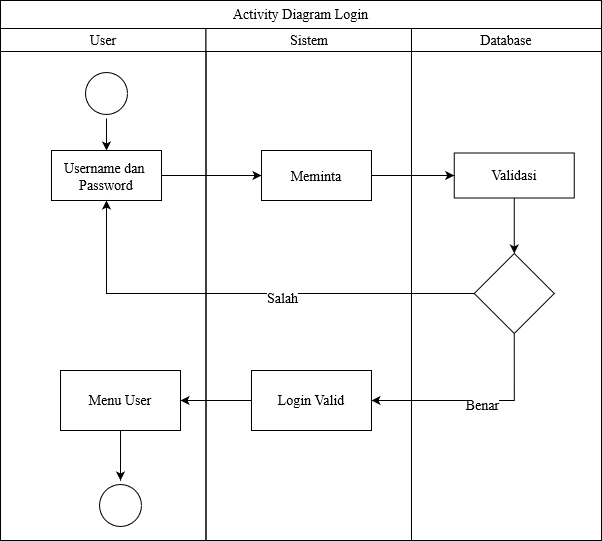 Activity Diagram Login
User
Sistem
Database
Username dan
Password
Meminta
Validasi
Salah
Menu User
Login Valid
Benar